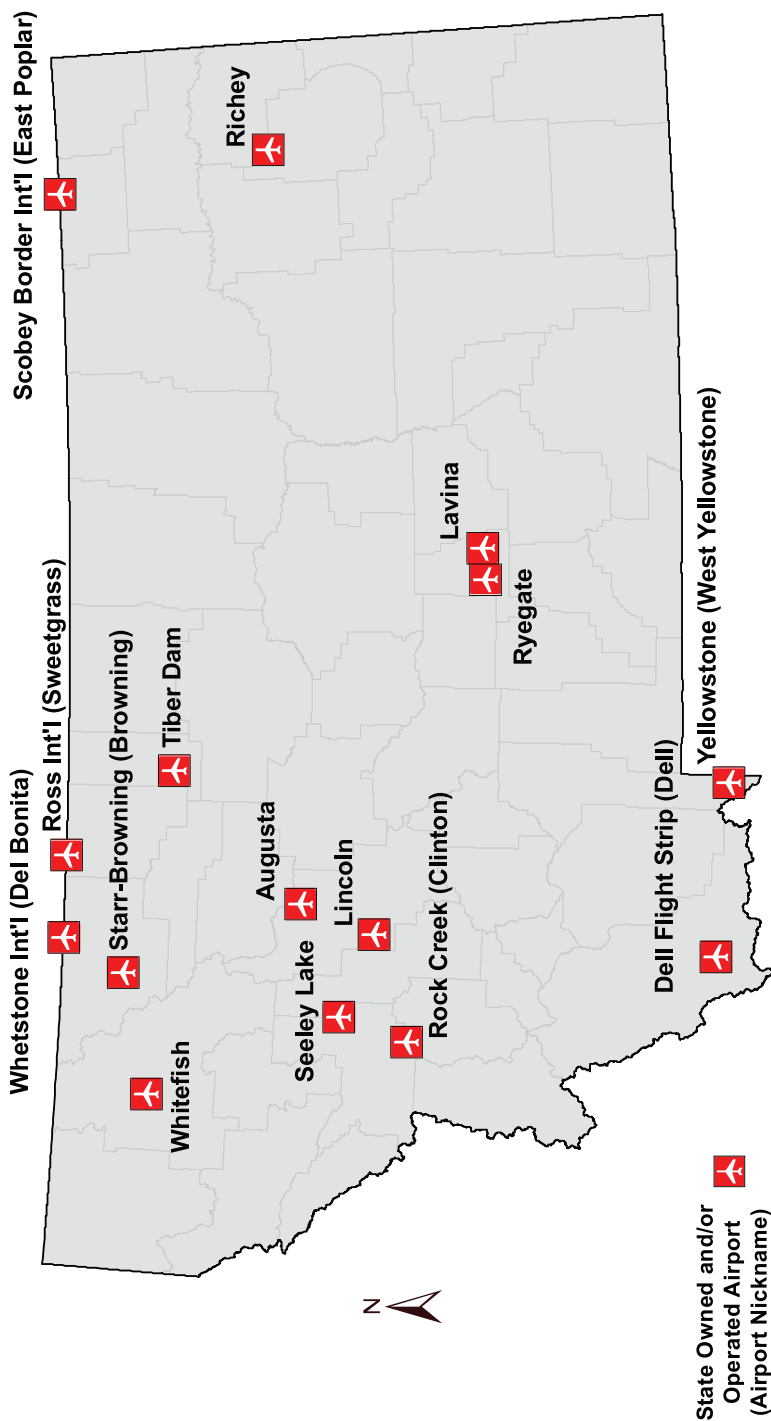 Scobey Border Int'l (East Poplar)
Richey
Whetstone Int'l (Del Bonita)
Ross Int'l (Sweetgrass)
Starr-Browning (Browning)
Tiber Dam
Whitefish
Augusta
Lincoln
Seeley Lake
Rock Creek (Clinton)
Lavina
Ryegate
Dell Flight Strip (Dell)
Yellowstone (West Yellowstone)
N
State Owned and/or
Operated Airport
(Airport Nickname)